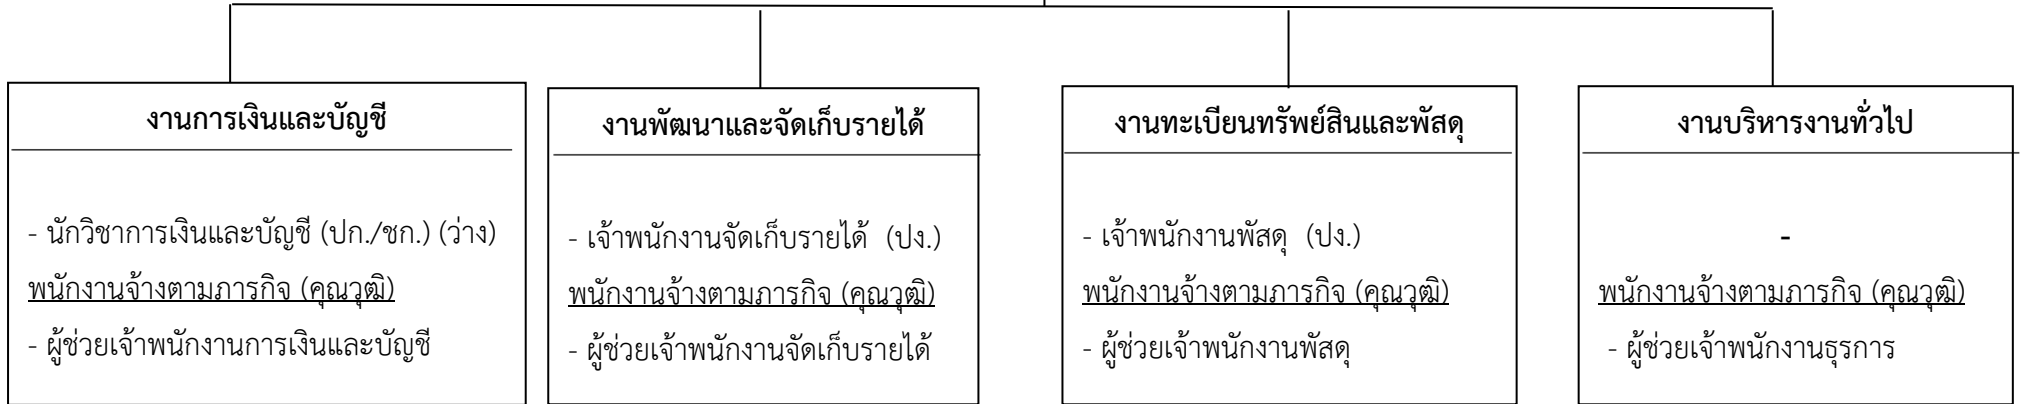 งานการเงินและบัญชี
- นักวิชาการเงินและบัญชี (ปก./ชก.) (ว่าง)
พนักงานจ้างตามภารกิจ (คุณวุฒิ)
- ผู้ช่วยเจ้าพนักงานการเงินและบัญชี
งานพัฒนาและจัดเก็บรายได้
- เจ้าพนักงานจัดเก็บรายได้ (ปง.)
พนักงานจ้างตามภารกิจ (คุณวุฒิ)
- ผู้ช่วยเจ้าพนักงานจัดเก็บรายได้
งานทะเบียนทรัพย์สินและพัสดุ
- เจ้าพนักงานพัสดุ (ปง.)
พนักงานจ้างตามภารกิจ (คุณวุฒิ)
- ผู้ช่วยเจ้าพนักงานพัสดุ
งานบริหารงานทั่วไป
-
พนักงานจ้างตามภารกิจ (คุณวุฒิ)
- ผู้ช่วยเจ้าพนักงานธุรการ